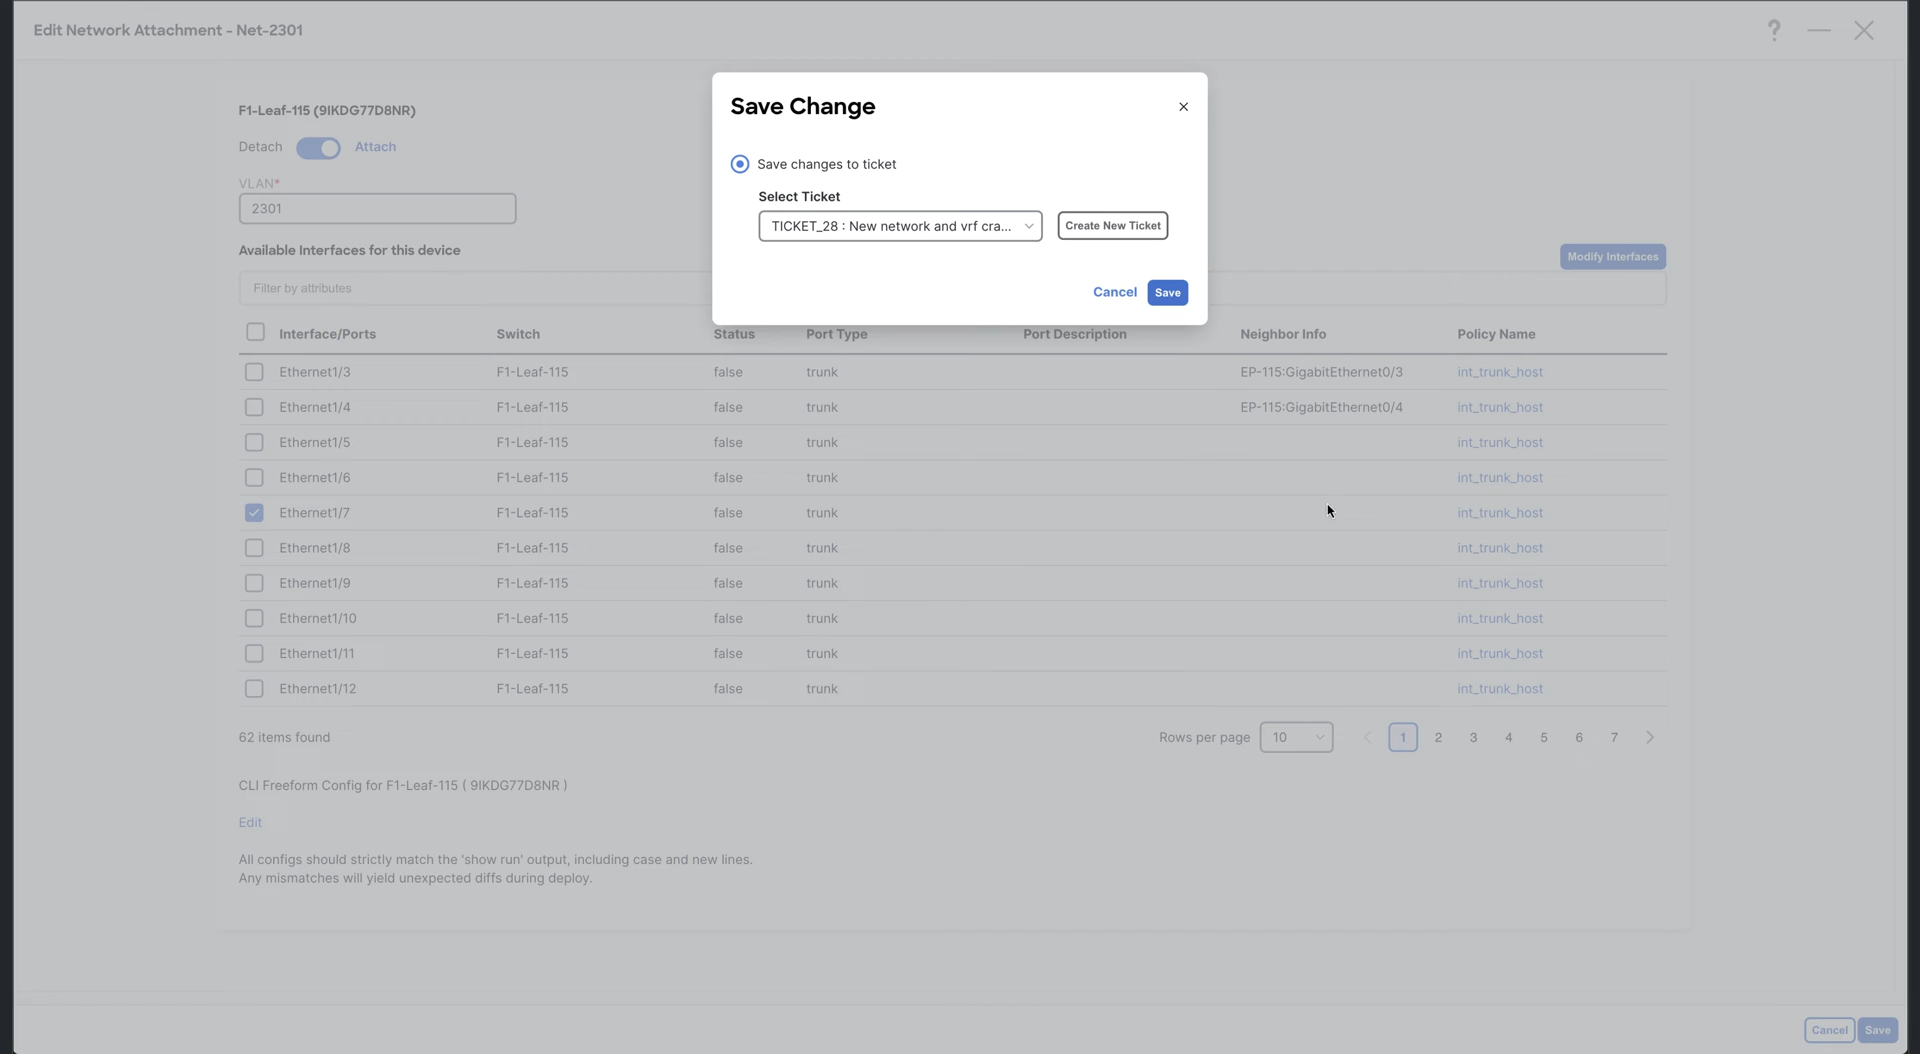 Edit Network Attachment - Net-2301
?
Save Change
Save changes to ticket
Select Ticket
TICKET_28 : New network and vrf cra...
Create New Ticket
Cancel
Save
F1-Leaf-115 (9IKDG77D8NR)
Detach
Attach
VLAN*
2301
Available Interfaces for this device
Modify Interfaces
Filter by attributes
Interface/Ports Switch Status Port Type Port Description Neighbor Info Policy Name
Ethernet1/3 F1-Leaf-115 false trunk EP-115:GigabitEthernet0/3 int_trunk_host
Ethernet1/4 F1-Leaf-115 false trunk EP-115:GigabitEthernet0/4 int_trunk_host
Ethernet1/5 F1-Leaf-115 false trunk int_trunk_host
Ethernet1/6 F1-Leaf-115 false trunk int_trunk_host
Ethernet1/7 F1-Leaf-115 false trunk int_trunk_host
Ethernet1/8 F1-Leaf-115 false trunk int_trunk_host
Ethernet1/9 F1-Leaf-115 false trunk int_trunk_host
Ethernet1/10 F1-Leaf-115 false trunk int_trunk_host
Ethernet1/11 F1-Leaf-115 false trunk int_trunk_host
Ethernet1/12 F1-Leaf-115 false trunk int_trunk_host
62 items found
Rows per page 10 1 2 3 4 5 6 7
CLI Freeform Config for F1-Leaf-115 ( 9IKDG77D8NR )
Edit
All configs should strictly match the 'show run' output, including case and new lines.
Any mismatches will yield unexpected diffs during deploy.
Cancel
Save